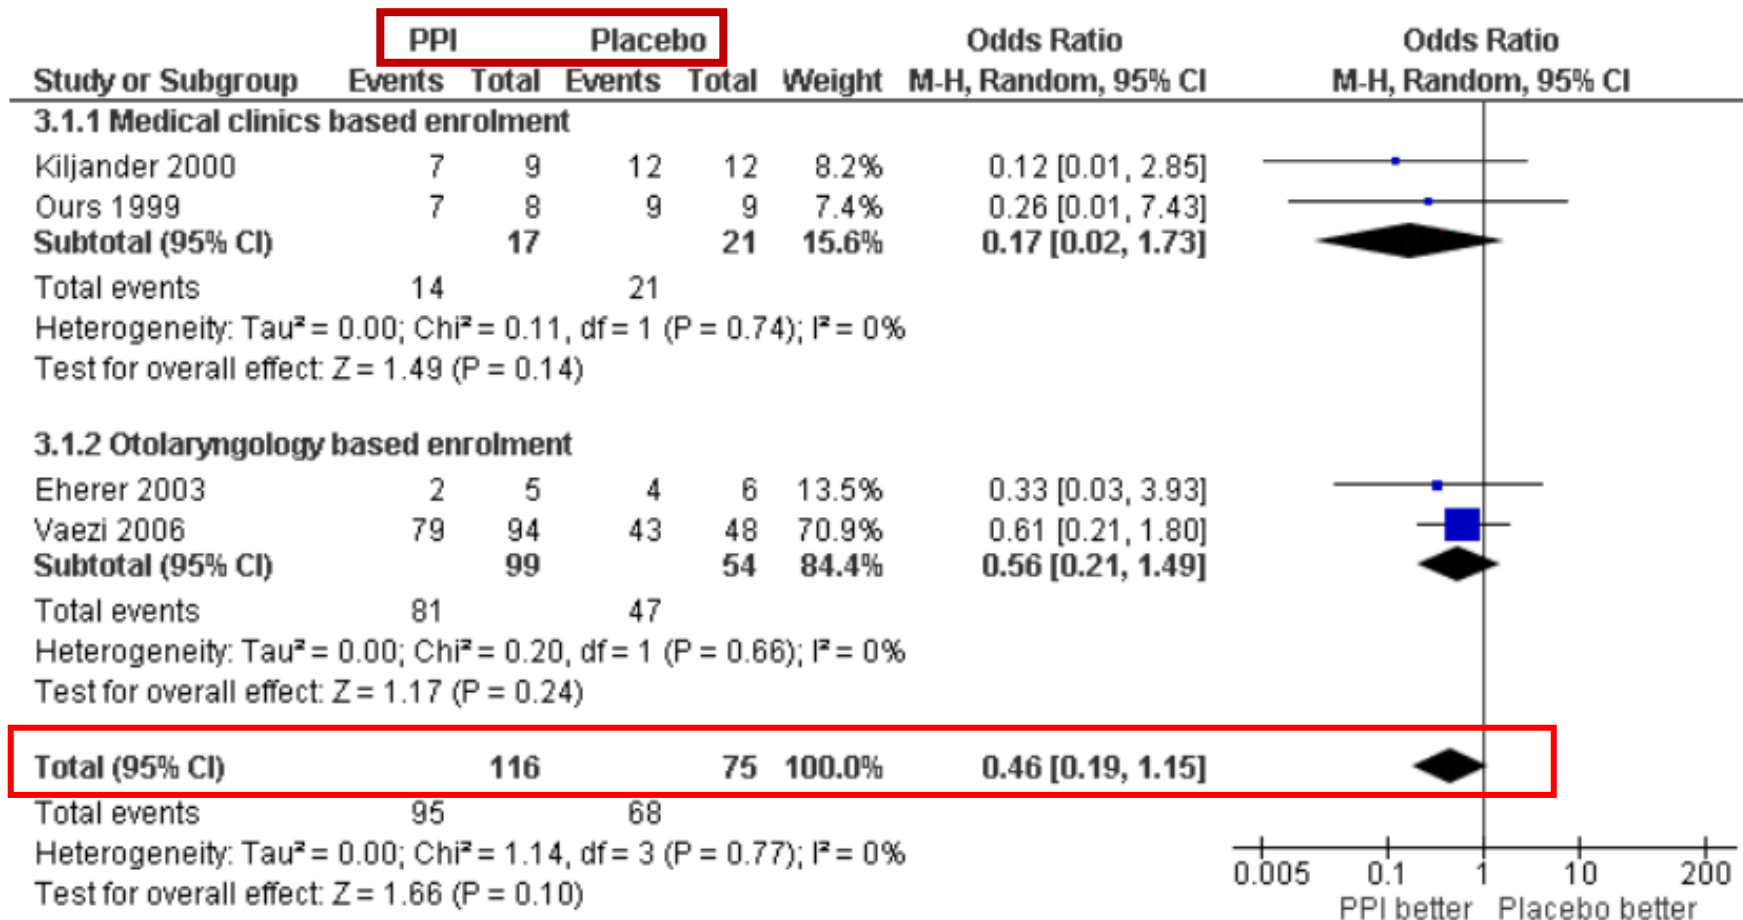 PPI Placebo Odds Ratio Odds Ratio
Study or Subgroup Events Total Events Total Weight M-H, Random, 95% CI M-H, Random, 95% CI
3.1.1 Medical clinics based enrolment
Kiljander 2000 7 9 12 12 8.2% 0.12 [0.01, 2.85]
Ours 1999 7 8 9 9 7.4% 0.26 [0.01, 7.43]
Subtotal (95% CI) 17 21 15.6% 0.17 [0.02, 1.73]
Total events 14 21
Heterogeneity: Tau² = 0.00; Chi² = 0.11, df = 1 (P = 0.74); I² = 0%
Test for overall effect: Z = 1.49 (P = 0.14)
3.1.2 Otolaryngology based enrolment
Eherer 2003 2 5 4 6 13.5% 0.33 [0.03, 3.93]
Vaezi 2006 79 94 43 48 70.9% 0.61 [0.21, 1.80]
Subtotal (95% CI) 99 54 84.4% 0.56 [0.21, 1.49]
Total events 81 47
Heterogeneity: Tau² = 0.00; Chi² = 0.20, df = 1 (P = 0.66); I² = 0%
Test for overall effect: Z = 1.17 (P = 0.24)
Total (95% CI) 116 75 100.0% 0.46 [0.19, 1.15]
Total events 95 68
Heterogeneity: Tau² = 0.00; Chi² = 1.14, df = 3 (P = 0.77); I² = 0%
Test for overall effect: Z = 1.66 (P = 0.10)
0.005 0.1 1 10 200
PPI better Placebo better